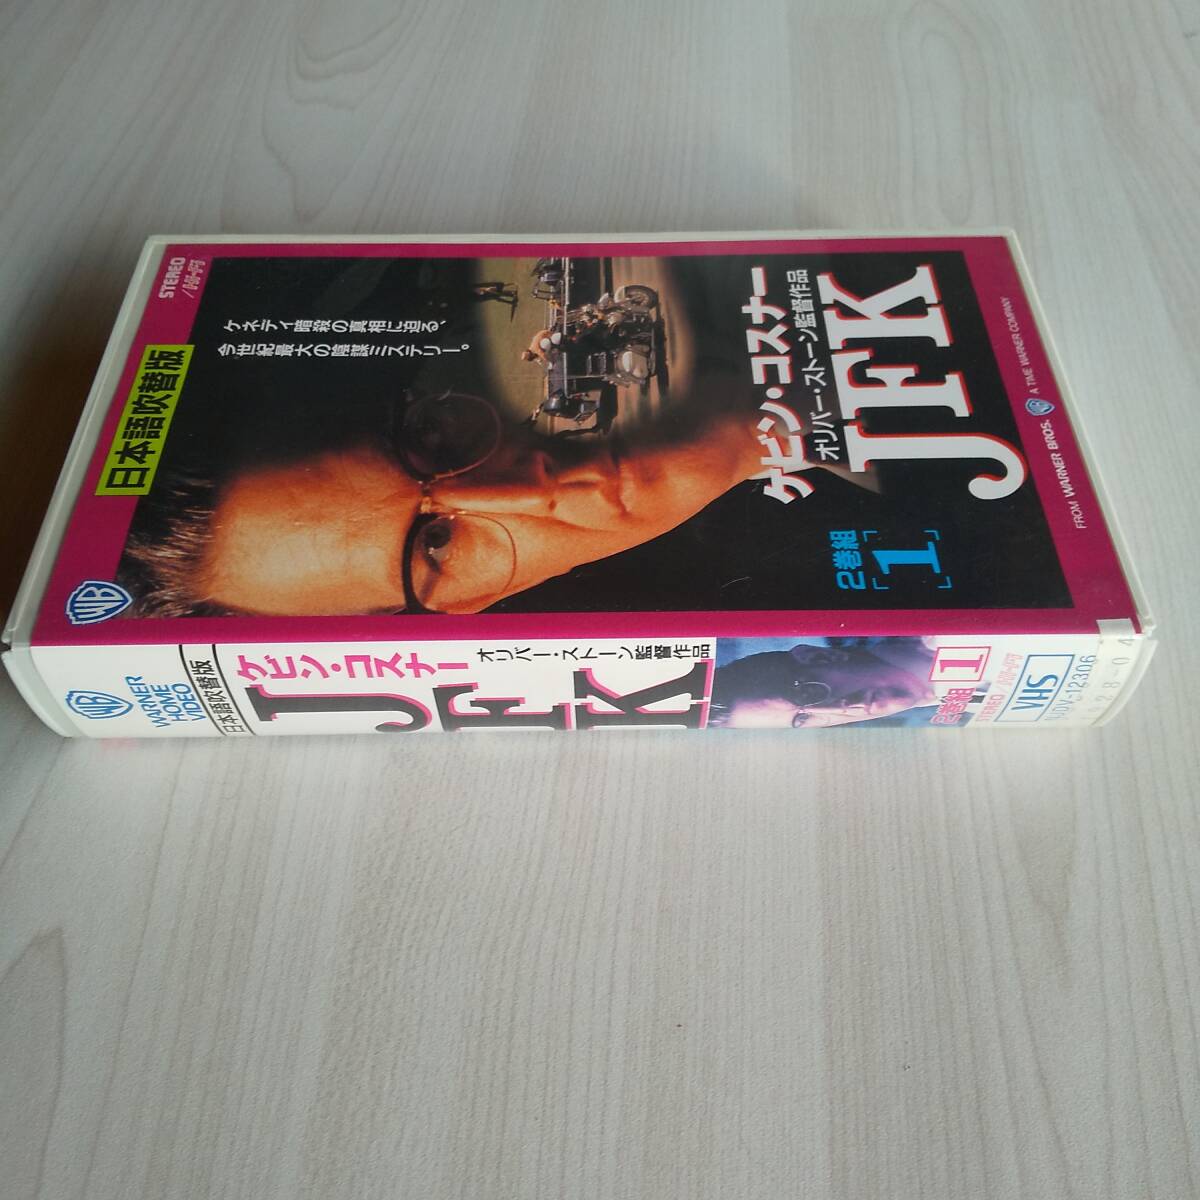 日本語吹替版
STEREO
ケネディ暗殺の真相に迫る、
今世紀最大の陰謀ミステリー。
ケビン・コスナー
オリバー・ストーン監督作品
JFK
2巻組
「1」
FROM WARNER BROS. A TIME WARNER COMPANY
WB
WB
WARNER
HOME
VIDEO
日本語吹替版
ケビン・コスナー
JFK
オリバー・ストーン監督作品
2巻組
1
STEREO
VHS
-12306